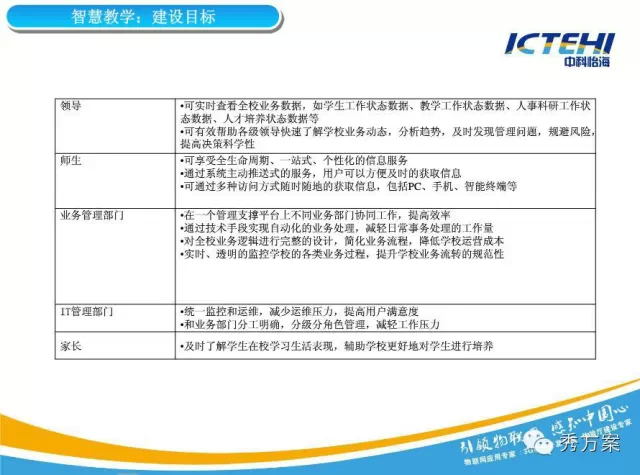 智慧教学：建设目标
ICTEHI
中科怡海
领导
•可实时查看全校业务数据，如学生工作状态数据、教学工作状态数据、人事科研工作状
态数据、人才培养状态数据等
•可有效帮助各级领导快速了解学校业务动态，分析趋势，及时发现管理问题，规避风险，
提高决策科学性
师生
•可享受全生命周期、一站式、个性化的信息服务
•通过系统主动推送式的服务，用户可以方便及时的获取信息
•可通过多种访问方式随时随地的获取信息，包括PC、手机、智能终端等
业务管理部门
•在一个管理支撑平台上不同业务部门协同工作，提高效率
•通过技术手段实现自动化的业务处理，减轻日常事务处理的工作量
•对全校业务逻辑进行完整的设计，简化业务流程，降低学校运营成本
•实时、透明的监控学校的各类业务过程，提升学校业务流转的规范性
IT管理部门
•统一监控和运维，减少运维压力，提高用户满意度
•和业务部门分工明确，分级分角色管理，减轻工作压力
家长
•及时了解学生在校学习生活表现，辅助学校更好地对学生进行培养
引领物联 感知中国心
物联网应用专家
秀方案